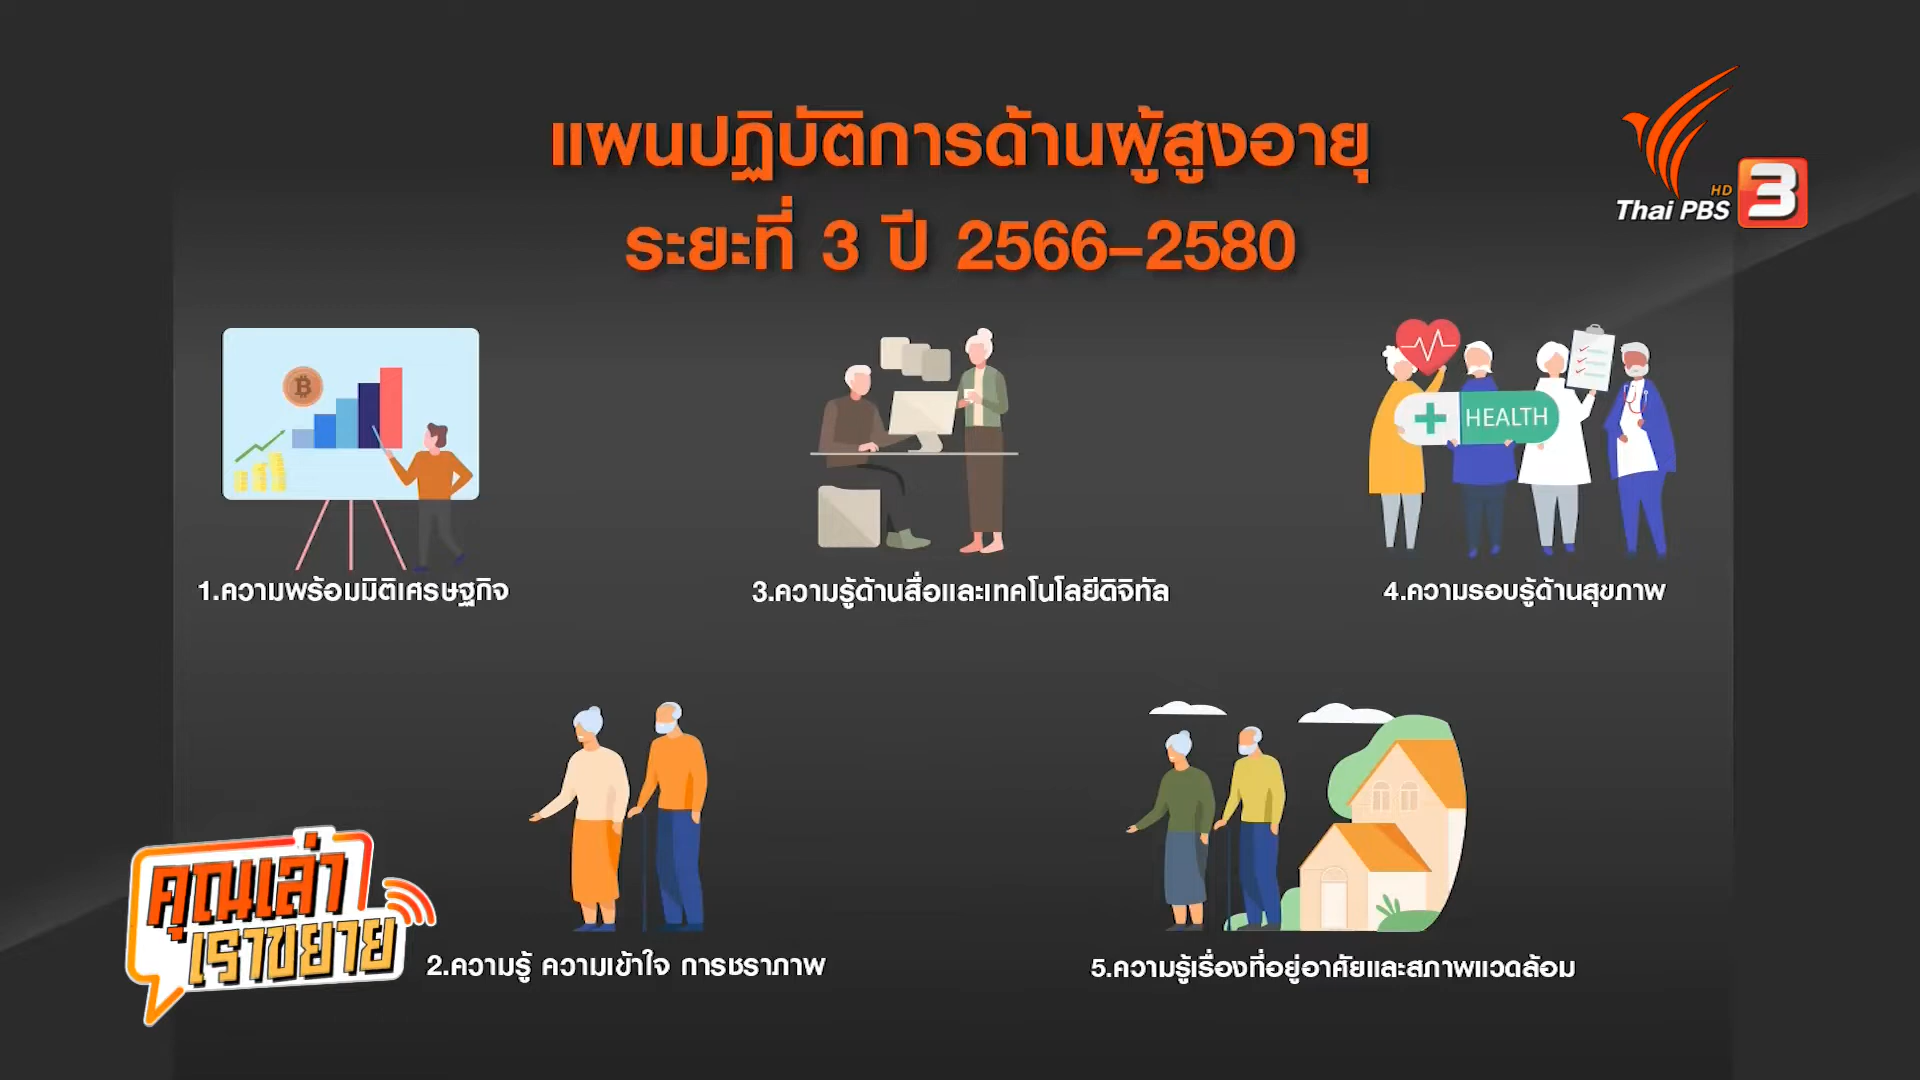 แผนปฏิบัติการด้านผู้สูงอายุ
ระยะที่ 3 ปี 2566-2580
HD
Thai PBS 3
HEALTH
1.ความพร้อมมิติเศรษฐกิจ
3.ความรู้ด้านสื่อและเทคโนโลยีดิจิทัล
4.ความรอบรู้ด้านสุขภาพ
คุณเล่า
เราขยาย
2.ความรู้ ความเข้าใจ การชราภาพ
5.ความรู้เรื่องที่อยู่อาศัยและสภาพแวดล้อม